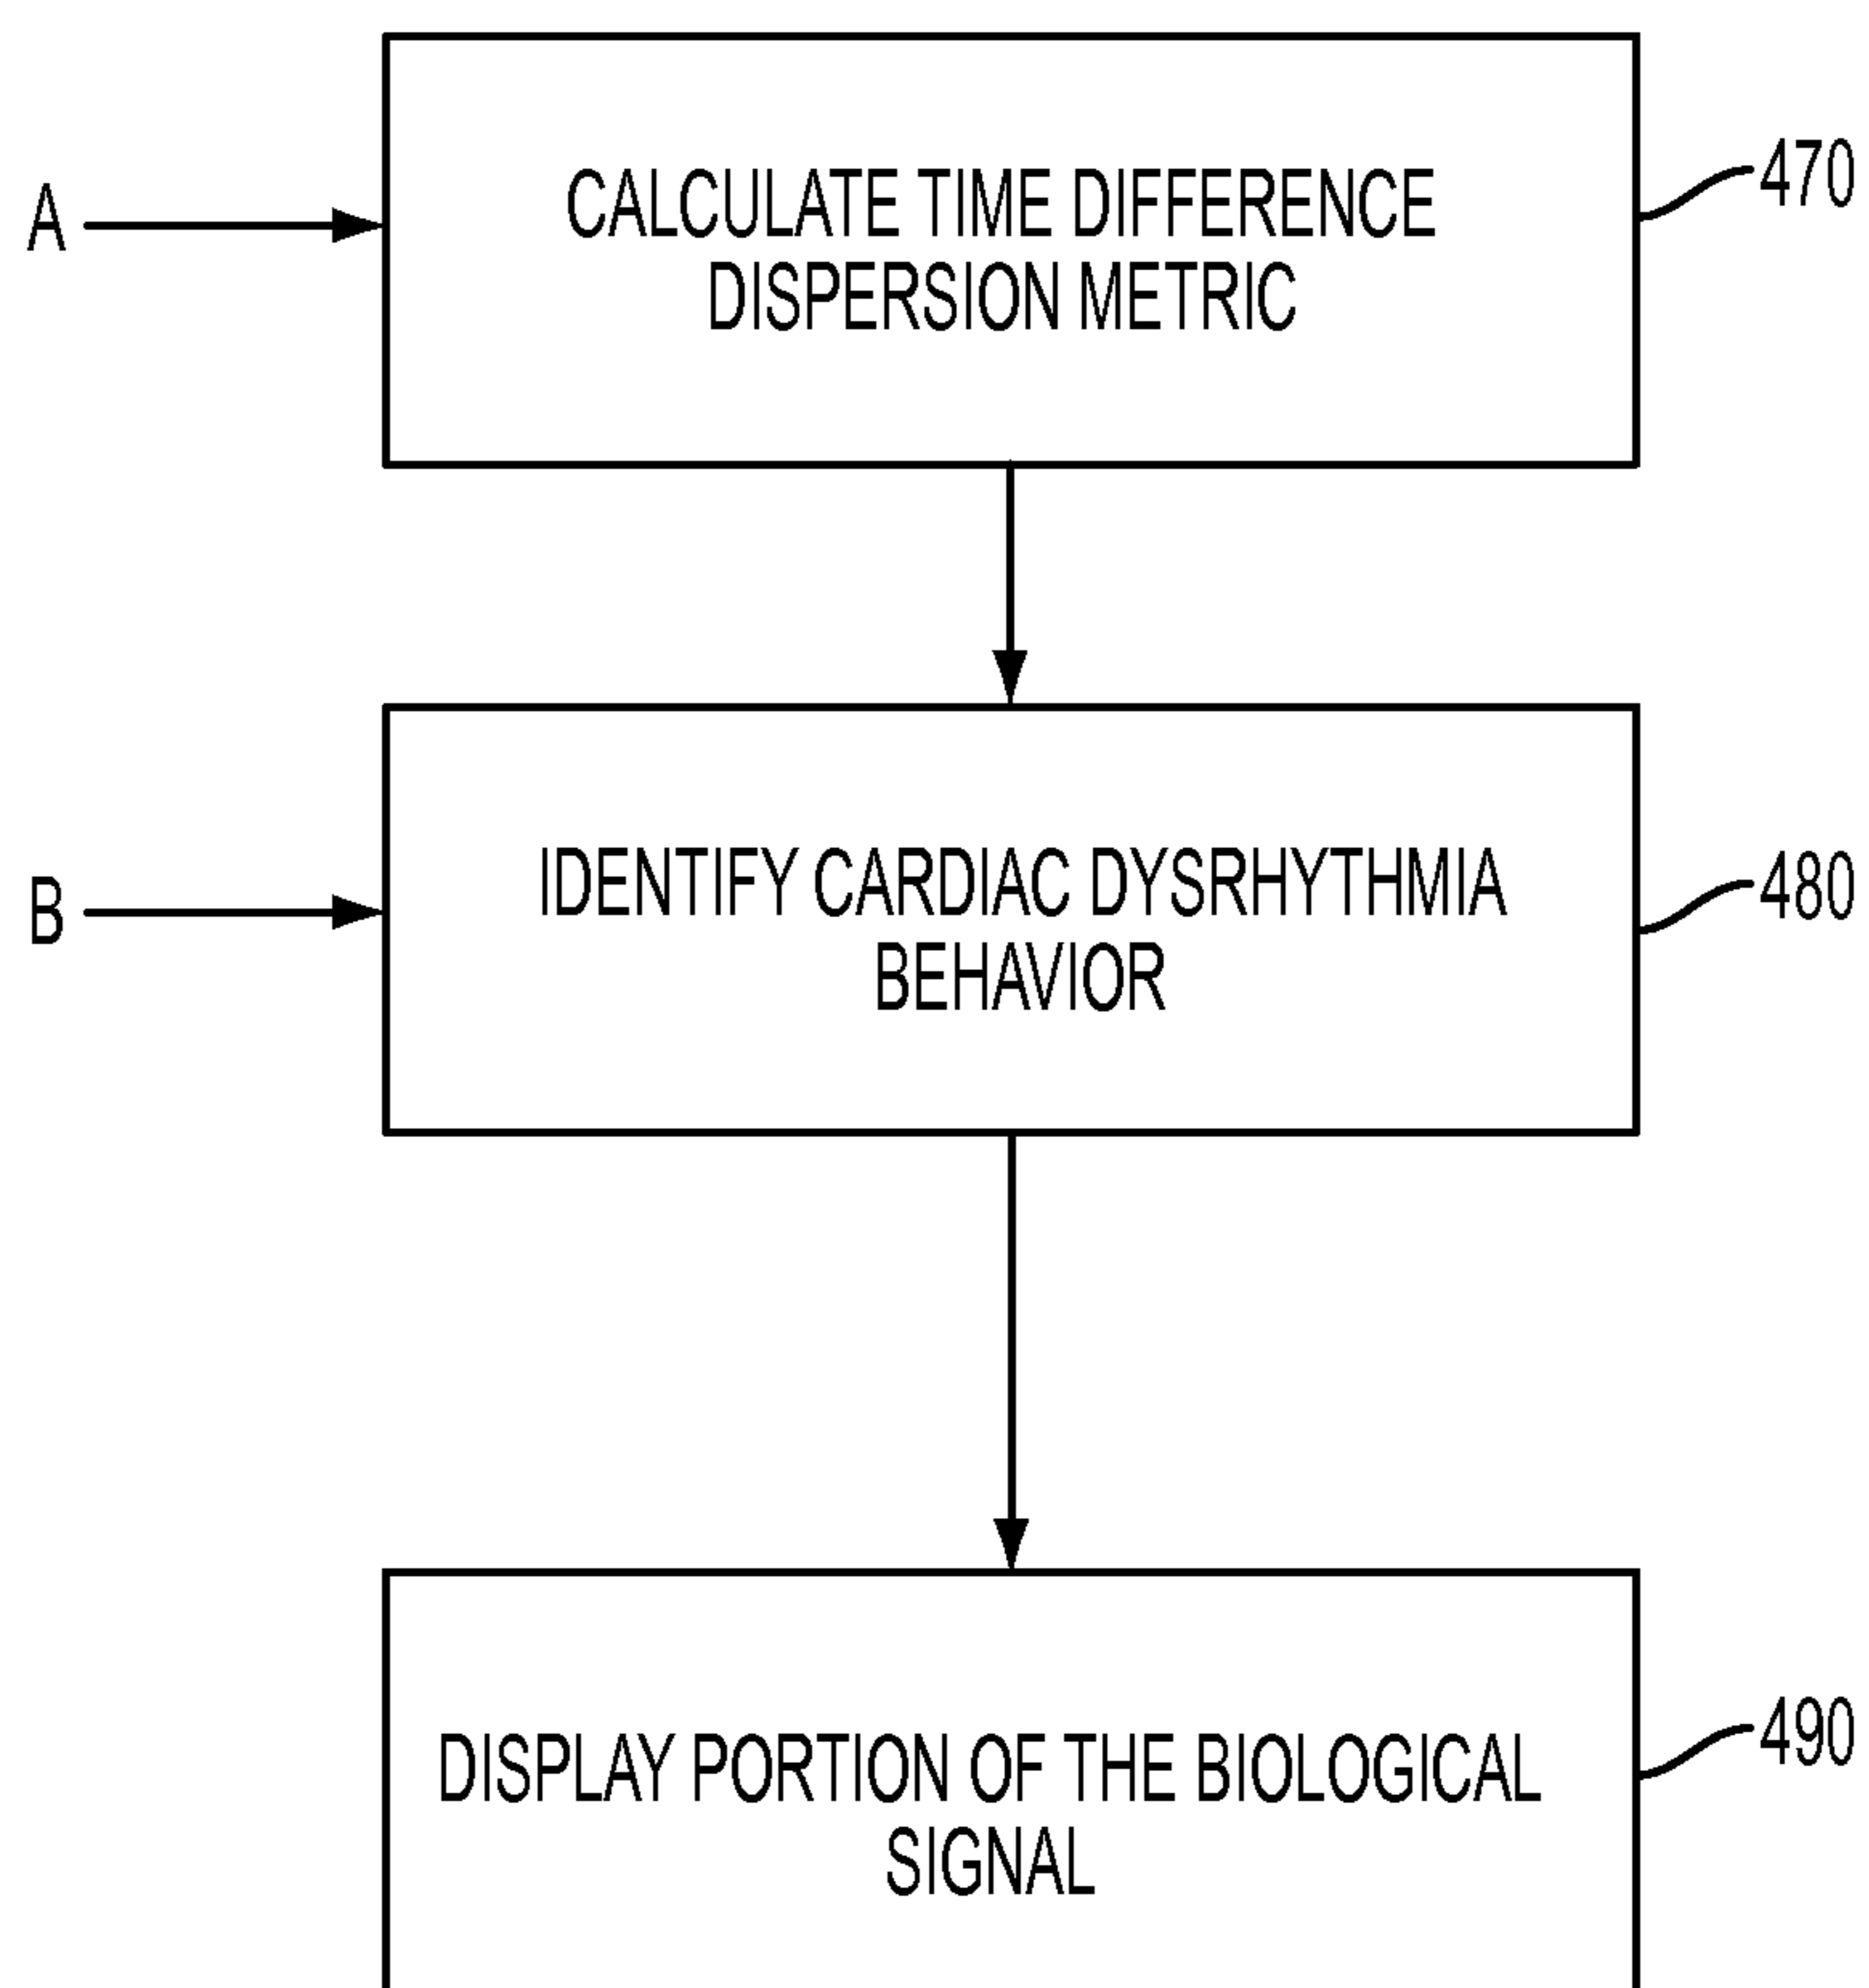 CALCULATE TIME DIFFERENCE
DISPERSION METRIC
470
A
IDENTIFY CARDIAC DYSRHYTHMIA
BEHAVIOR
480
B
DISPLAY PORTION OF THE BIOLOGICAL
SIGNAL
490